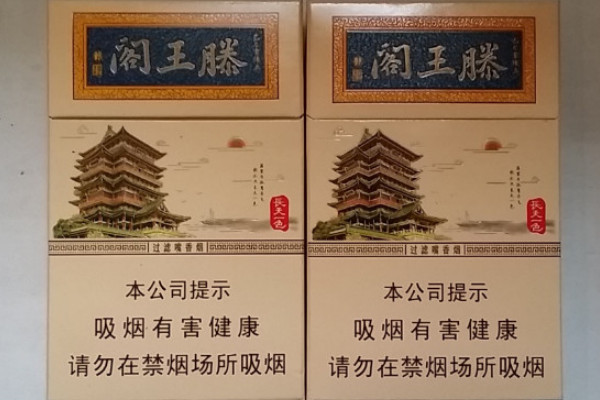 滕王阁
長天一色
过滤嘴香烟
本公司提示
吸烟有害健康
请勿在禁烟场所吸烟
滕王阁
長天一色
过滤嘴香烟
本公司提示
吸烟有害健康
请勿在禁烟场所吸烟